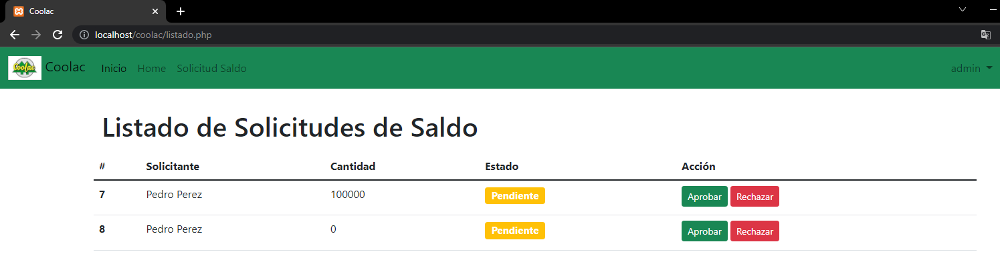 Coolac
localhost/coolac/listado.php
Coolac Coolac Inicio Home Solicitud Saldo admin
Listado de Solicitudes de Saldo
# Solicitante Cantidad Estado Acción
7 Pedro Perez 100000 Pendiente Aprobar Rechazar
8 Pedro Perez 0 Pendiente Aprobar Rechazar